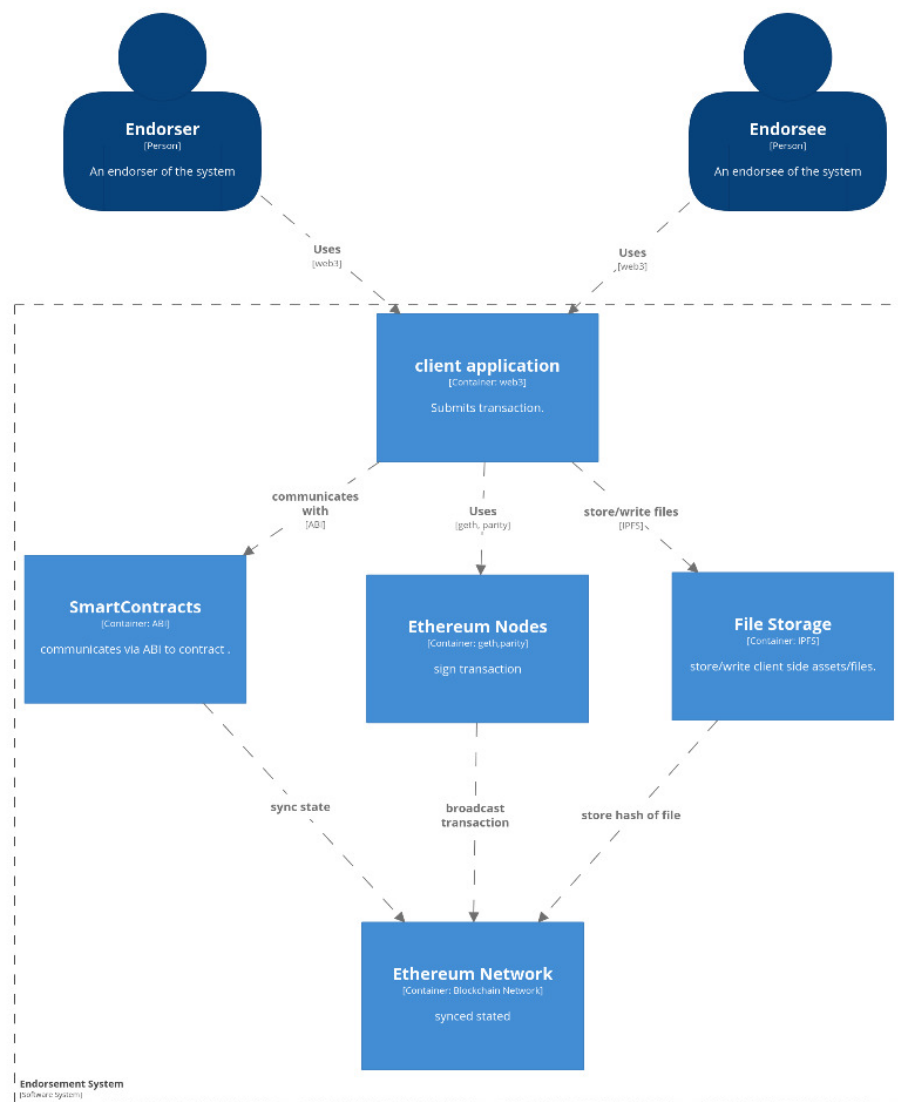 Endorser
[Person]
An endorser of the system
Endorsee
[Person]
An endorsee of the system
Uses
[web3]
Uses
[web3]
client application
[Container: web3]
Submits transaction.
communicates
with
[ABI]
Uses
[geth, parity]
store/write files
[IPFS]
SmartContracts
[Container: ABI]
communicates via ABI to contract .
Ethereum Nodes
[Container: geth,parity]
sign transaction
File Storage
[Container: IPFS]
store/write client side assets/files.
sync state
broadcast
transaction
store hash of file
Ethereum Network
[Container: Blockchain Network]
synced stated
Endorsement System
[Software System]